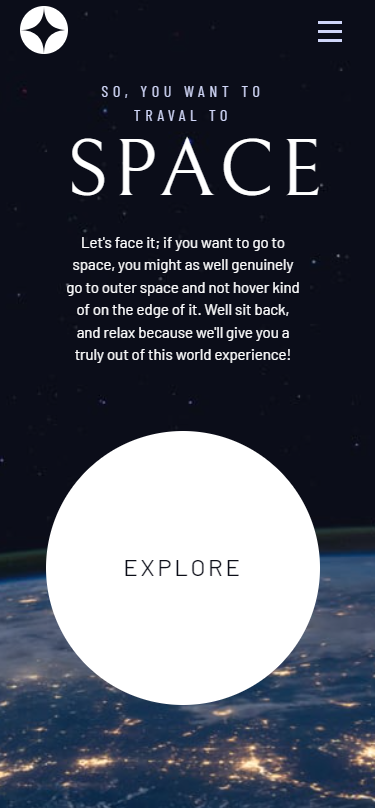 SO, YOU WANT TO
TRAVAL TO
SPACE
Let's face it; if you want to go to
space, you might as well genuinely
go to outer space and not hover kind
of on the edge of it. Well sit back,
and relax because we'll give you a
truly out of this world experience!
EXPLORE